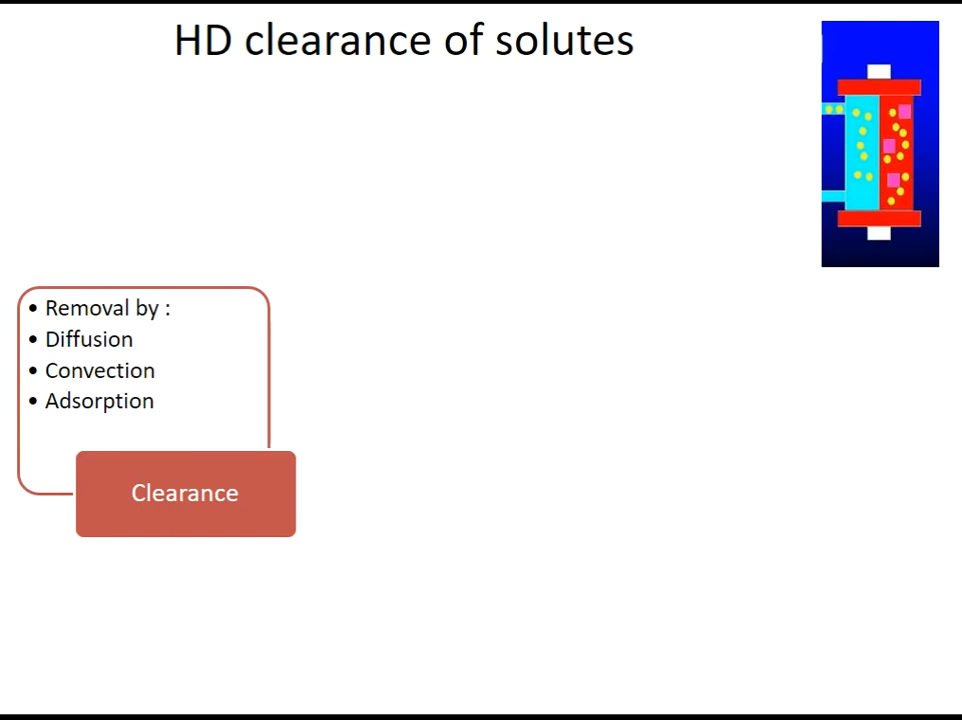 HD clearance of solutes
• Removal by :
• Diffusion
• Convection
• Adsorption
Clearance